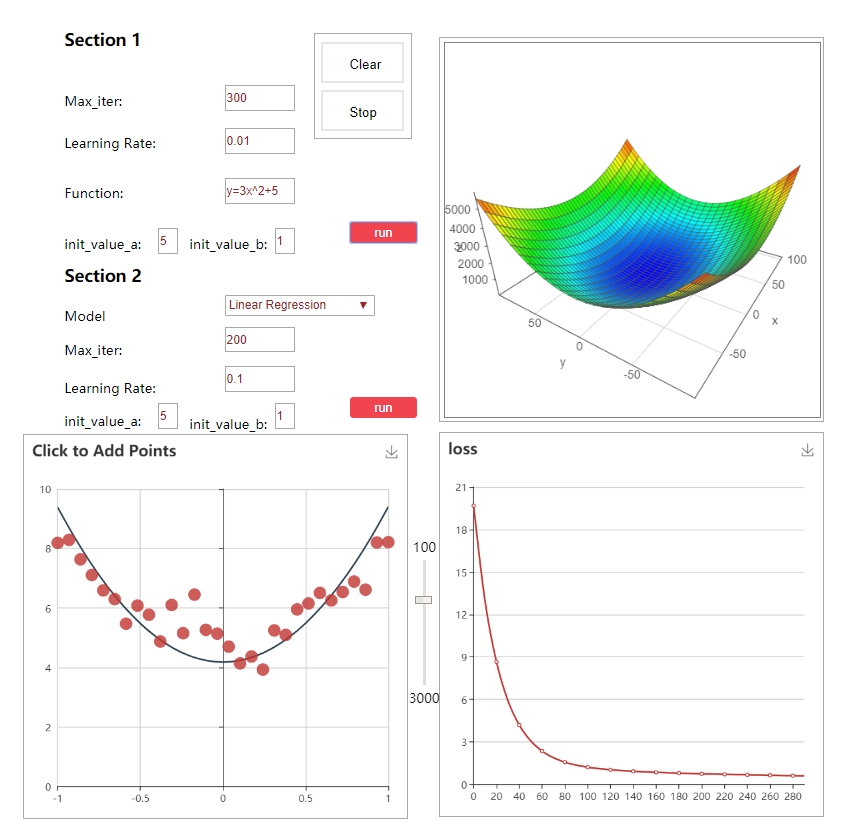 Section 1
Clear
Max_iter: 300
Stop
Learning Rate: 0.01
Function: y=3x^2+5
init_value_a: 5 init_value_b: 1 run
Section 2
Model Linear Regression ▼
Max_iter: 200
Learning Rate: 0.1
init_value_a: 5 init_value_b: 1 run
5000
4000
3000
2000
1000
50
0
-50
y
100
50
0
-50
x
Click to Add Points
10
8
6
4
2
0
-1 -0.5 0 0.5 1
100
3000
loss
21
18
15
12
9
6
3
0
0 20 40 60 80 100 120 140 160 180 200 220 240 260 280